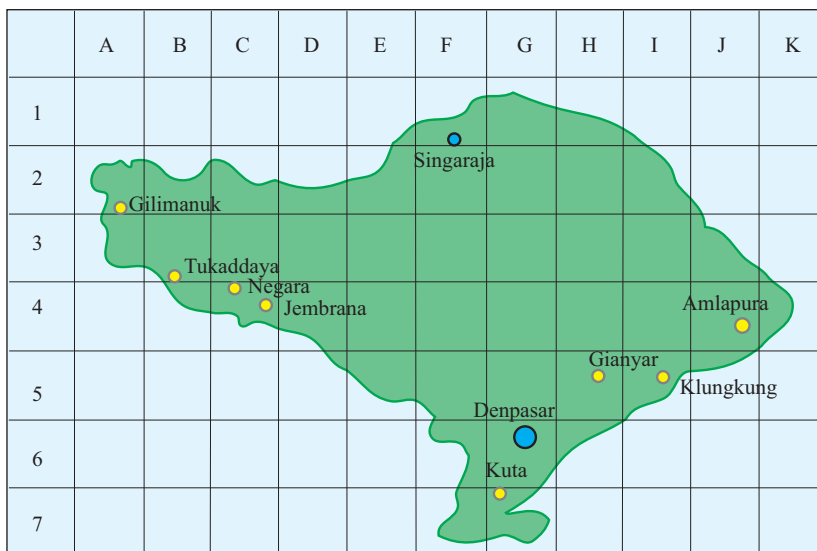 A B C D E F G H I J K
1
Singaraja
2
Gilimanuk
3
Tukaddaya
Negara
4
Jembrana
Amlapura
Gianyar
Klungkung
5
Denpasar
6
Kuta
7